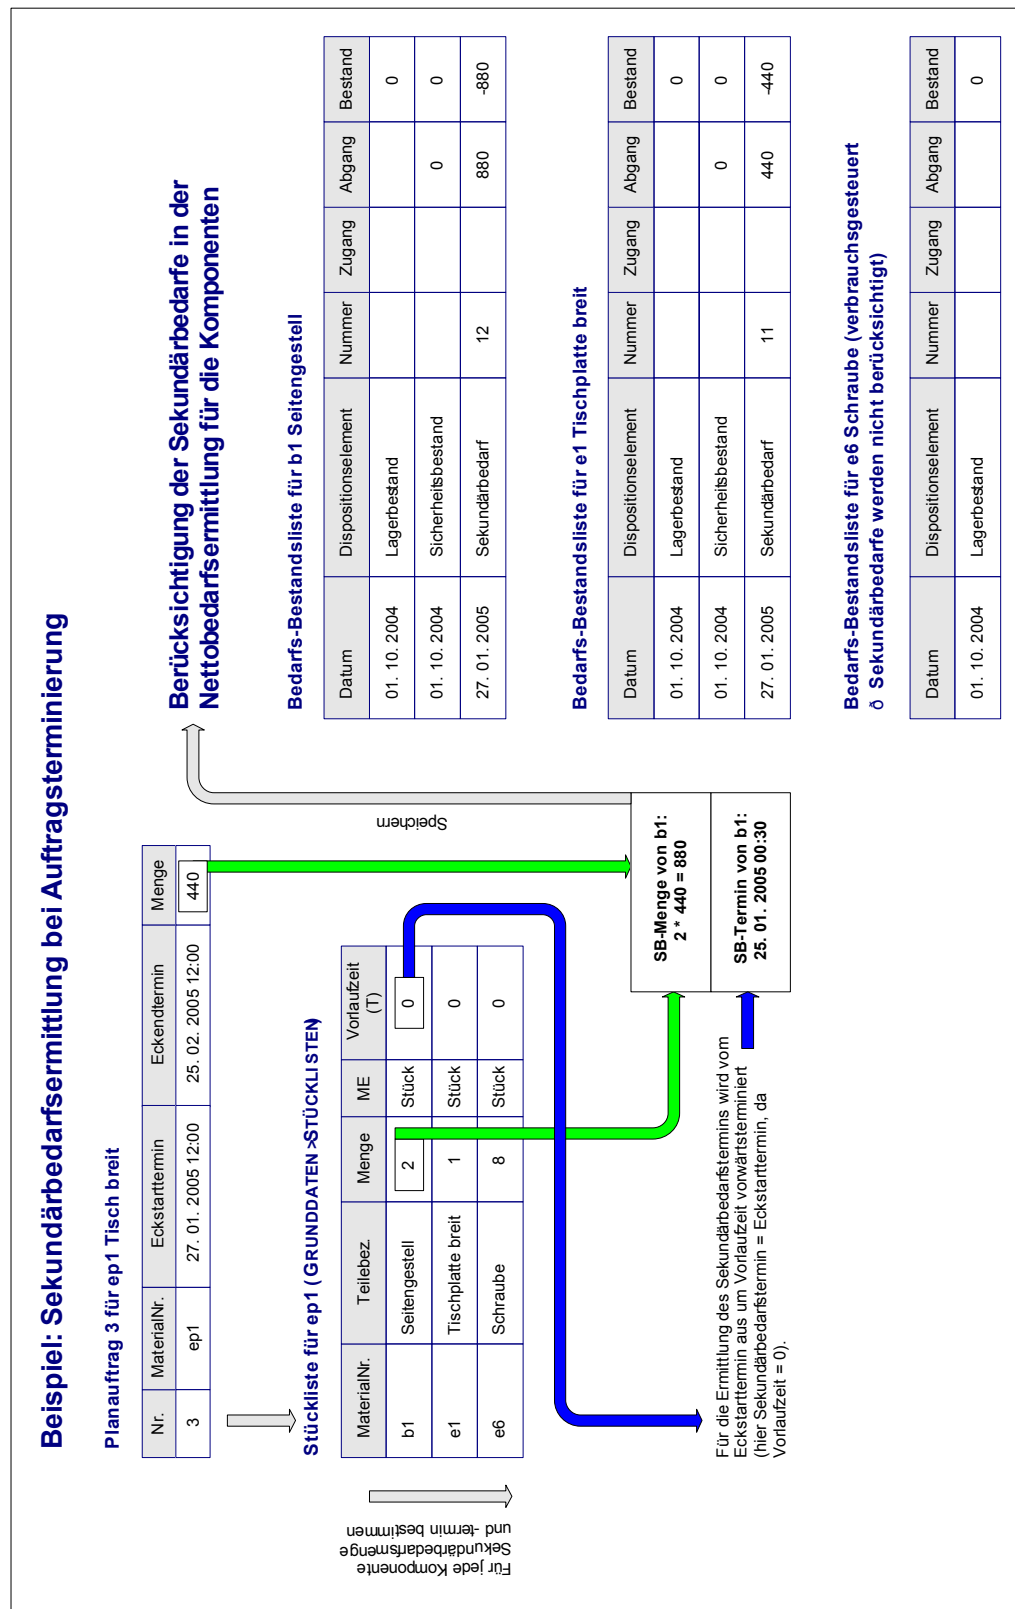 Beispiel: Sekundärbedarfsermittlung bei Auftragsterminierung
Planauftrag 3 für ep1 Tisch breit
Nr. MaterialNr. Eckstarttermin Eckendtermin Menge
3 ep1 27. 01. 2005 12:00 25. 02. 2005 12:00 440
Stückliste für ep1 (GRUNDDATEN->STÜCKLISTEN)
MaterialNr. Teilebez. Menge ME Vorlaufzeit
(T)
b1 Seitengestell 2 Stück 0
e1 Tischplatte breit 1 Stück 0
e6 Schraube 8 Stück 0
Für jede Komponente
Sekundärbedarfsmenge
und -termin bestimmen
Für die Ermittlung des Sekundärbedarfstermins wird vom
Eckstarttermin aus um Vorlaufzeit vorwärtsterminiert
(hier Sekundärbedarfstermin = Eckstarttermin, da
Vorlaufzeit = 0).
SB-Menge von b1:
2 * 440 = 880
SB-Termin von b1:
25. 01. 2005 00:30
Speichern
Berücksichtigung der Sekundärbedarfe in der
Nettobedarfsermittlung für die Komponenten
Bedarfs-Bestandsliste für b1 Seitengestell
Datum Dispositionselement Nummer Zugang Abgang Bestand
01. 10. 2004 Lagerbestand 0
01. 10. 2004 Sicherheitsbestand 0 0
27. 01. 2005 Sekundärbedarf 12 880 -880
Bedarfs-Bestandsliste für e1 Tischplatte breit
Datum Dispositionselement Nummer Zugang Abgang Bestand
01. 10. 2004 Lagerbestand 0
01. 10. 2004 Sicherheitsbestand 0 0
27. 01. 2005 Sekundärbedarf 11 440 -440
Bedarfs-Bestandsliste für e6 Schraube (verbrauchsgesteuert
ð Sekundärbedarfe werden nicht berücksichtigt)
Datum Dispositionselement Nummer Zugang Abgang Bestand
01. 10. 2004 Lagerbestand 0